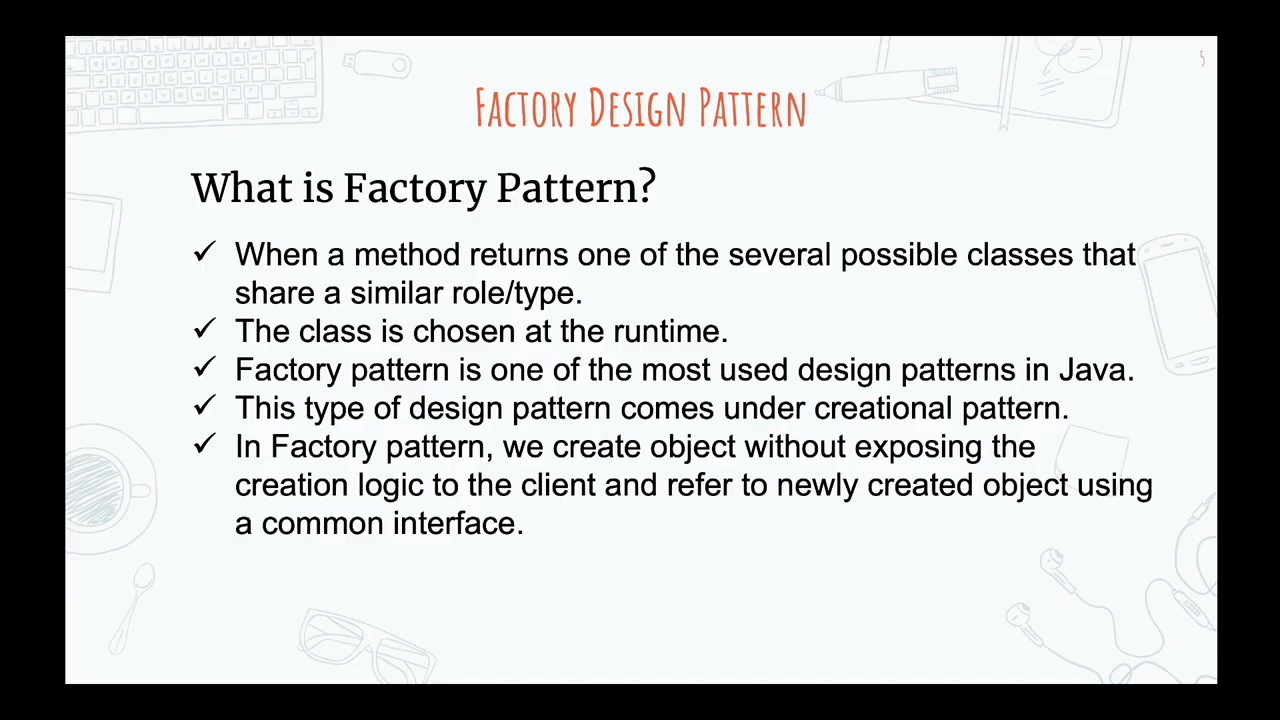 5
FACTORY DESIGN PATTERN
What is Factory Pattern?
✓ When a method returns one of the several possible classes that
share a similar role/type.
✓ The class is chosen at the runtime.
✓ Factory pattern is one of the most used design patterns in Java.
✓ This type of design pattern comes under creational pattern.
✓ In Factory pattern, we create object without exposing the
creation logic to the client and refer to newly created object using
a common interface.